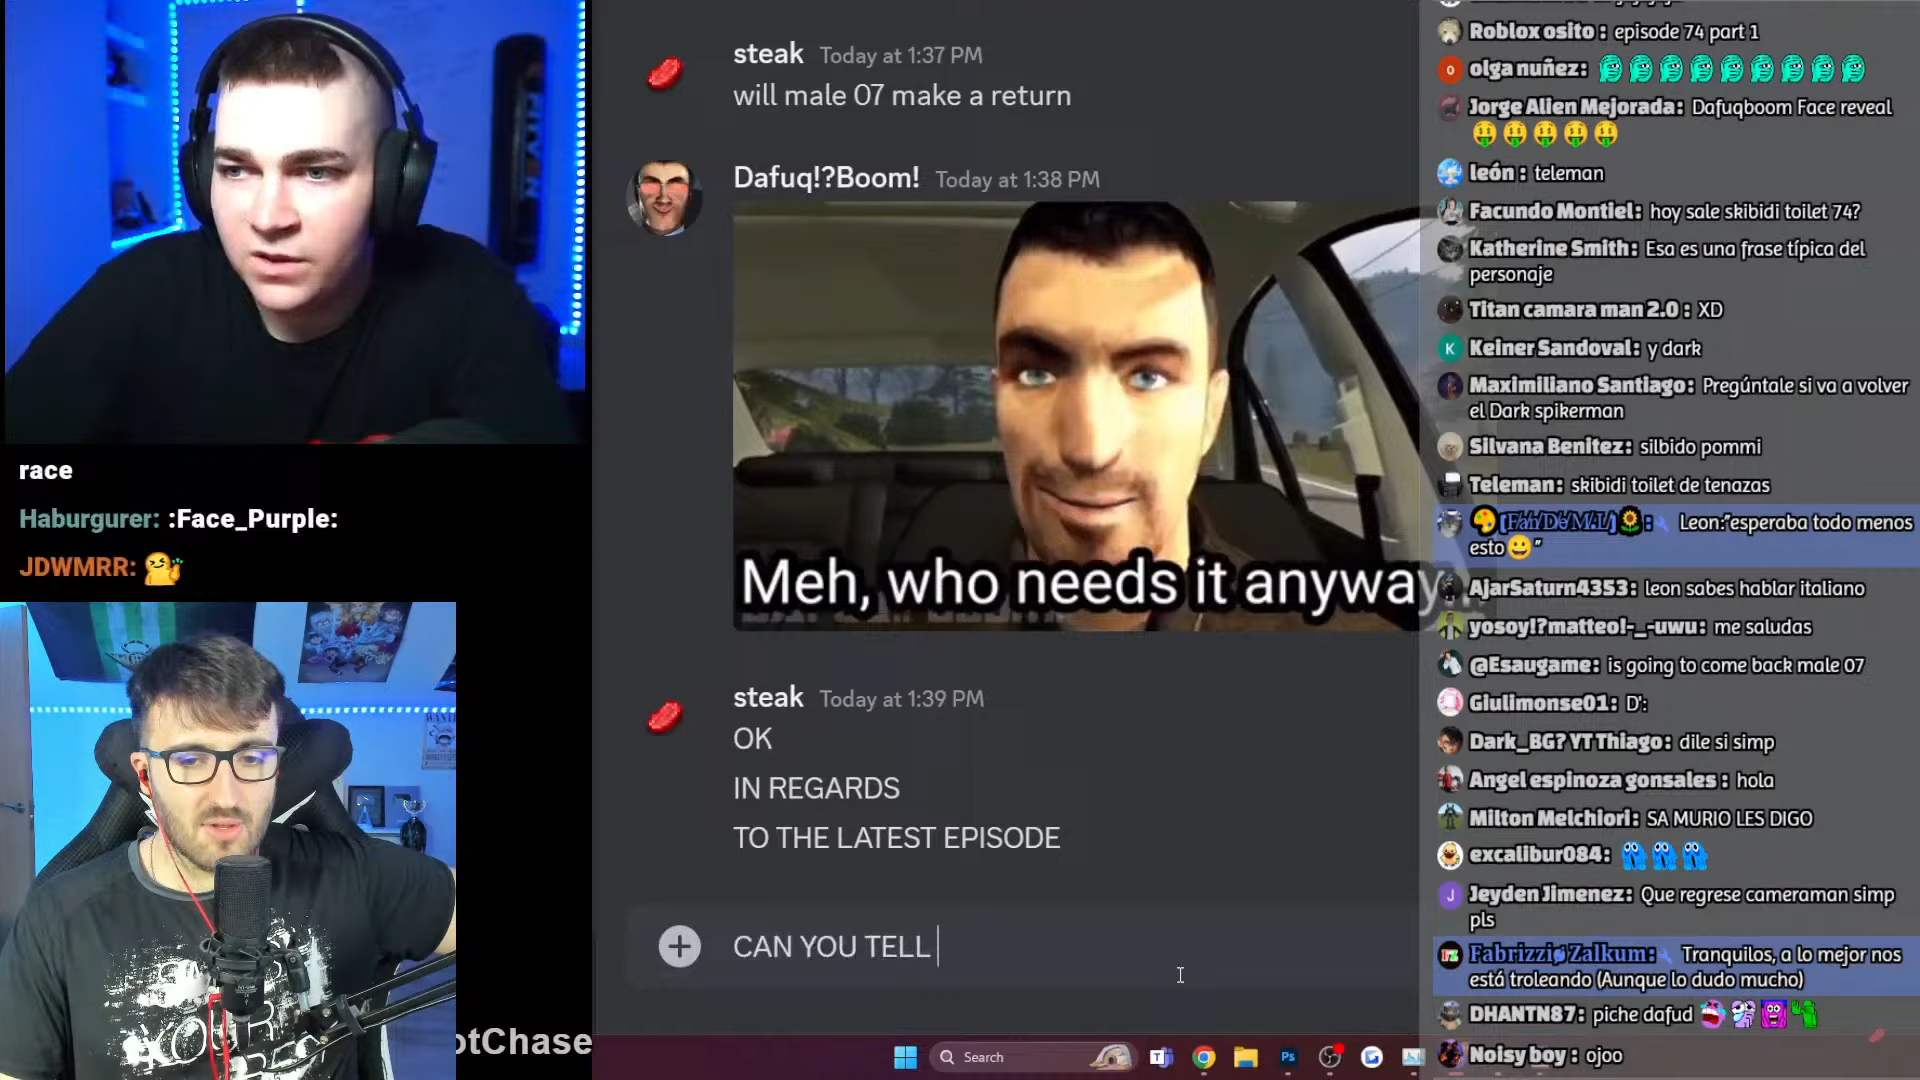 race
Haburgurer: :Face_Purple:
JDWMRR:
otChase
steak Today at 1:37 PM
will male 07 make a return
Dafuq!?Boom! Today at 1:38 PM
Meh, who needs it anyway
steak Today at 1:39 PM
OK
IN REGARDS
TO THE LATEST EPISODE
CAN YOU TELL
Search
Roblox osito : episode 74 part 1
olga nuñez:
Jorge Alien Mejorada: Dafuqboom Face reveal
león : teleman
Facundo Montiel: hoy sale skibidi toilet 74?
Katherine Smith: Esa es una frase típica del
personaje
Titan camara man 2.0 : XD
Keiner Sandoval: y dark
Maximiliano Santiago: Pregúntale si va a volver
el Dark spikerman
Silvana Benitez: silbido pommi
Teleman: skibidi toilet de tenazas
Leon:"esperaba todo menos
esto😀"
AjarSaturn4353: leon sabes hablar italiano
yosoy!?matteo!-_-uwu: me saludas
@Esaugame: is going to come back male 07
Giulimonse01: D':
Dark_BG? YT Thiago: dile si simp
Angel espinoza gonsales : hola
Milton Melchiori: SA MURIO LES DIGO
excalibur084:
Jeyden Jimenez: Que regrese cameraman simp
pls
Fabrizziø Zalkum: Tranquilos, a lo mejor nos
está troleando (Aunque lo dudo mucho)
DHANTN87: piche dafud
Noisy boy : ojoo